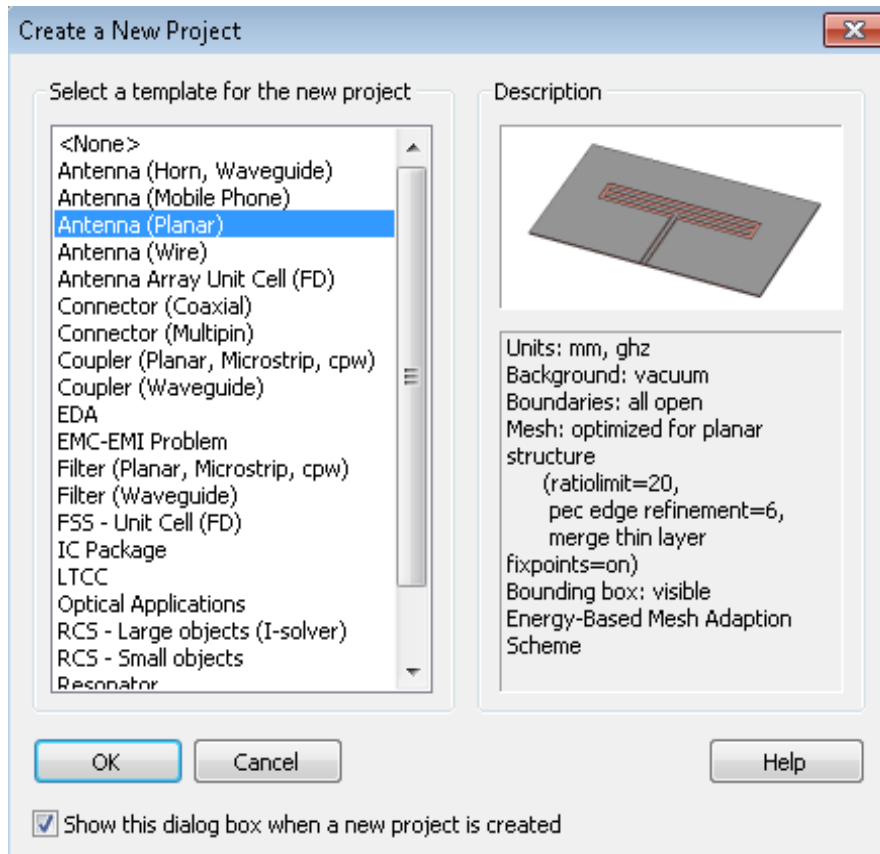 Create a New Project
Select a template for the new project
<None>
Antenna (Horn, Waveguide)
Antenna (Mobile Phone)
Antenna (Planar)
Antenna (Wire)
Antenna Array Unit Cell (FD)
Connector (Coaxial)
Connector (Multipin)
Coupler (Planar, Microstrip, cpw)
Coupler (Waveguide)
EDA
EMC-EMI Problem
Filter (Planar, Microstrip, cpw)
Filter (Waveguide)
FSS - Unit Cell (FD)
IC Package
LTCC
Optical Applications
RCS - Large objects (I-solver)
RCS - Small objects
Resonator
Description
Units: mm, ghz
Background: vacuum
Boundaries: all open
Mesh: optimized for planar
structure
(ratiolimit=20,
pec edge refinement=6,
merge thin layer
fixpoints=on)
Bounding box: visible
Energy-Based Mesh Adaption
Scheme
OK
Cancel
Help
Show this dialog box when a new project is created